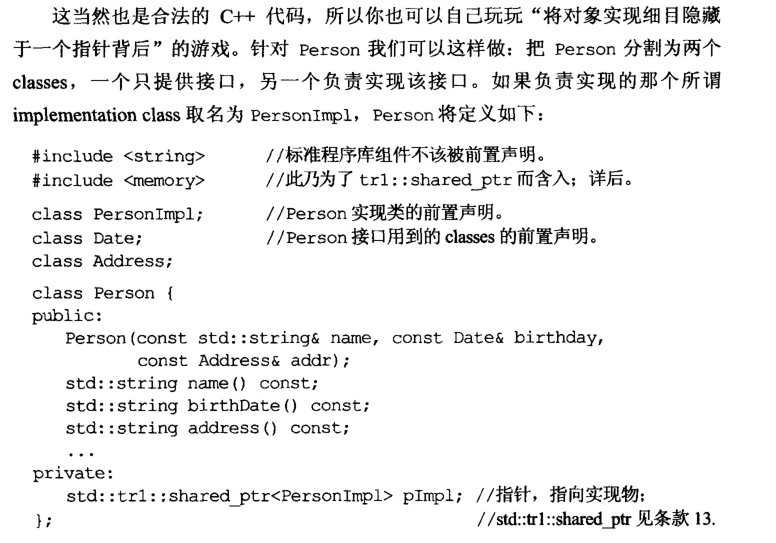 这当然也是合法的 C++ 代码，所以你也可以自己玩玩“将对象实现细目隐藏
于一个指针背后”的游戏。针对 Person 我们可以这样做：把 Person 分割为两个
classes，一个只提供接口，另一个负责实现该接口。如果负责实现的那个所谓
implementation class 取名为 PersonImpl，Person 将定义如下：
#include <string> //标准程序库组件不该被前置声明。
#include <memory> //此乃为了 tr1::shared_ptr 而含入；详后。
class PersonImpl; //Person 实现类的前置声明。
class Date; //Person 接口用到的 classes 的前置声明。
class Address;
class Person {
public:
Person(const std::string& name, const Date& birthday,
const Address& addr);
std::string name() const;
std::string birthDate() const;
std::string address() const;
...
private:
std::tr1::shared_ptr<PersonImpl> pImpl; //指针，指向实现物；
}; //std::tr1::shared_ptr 见条款 13.